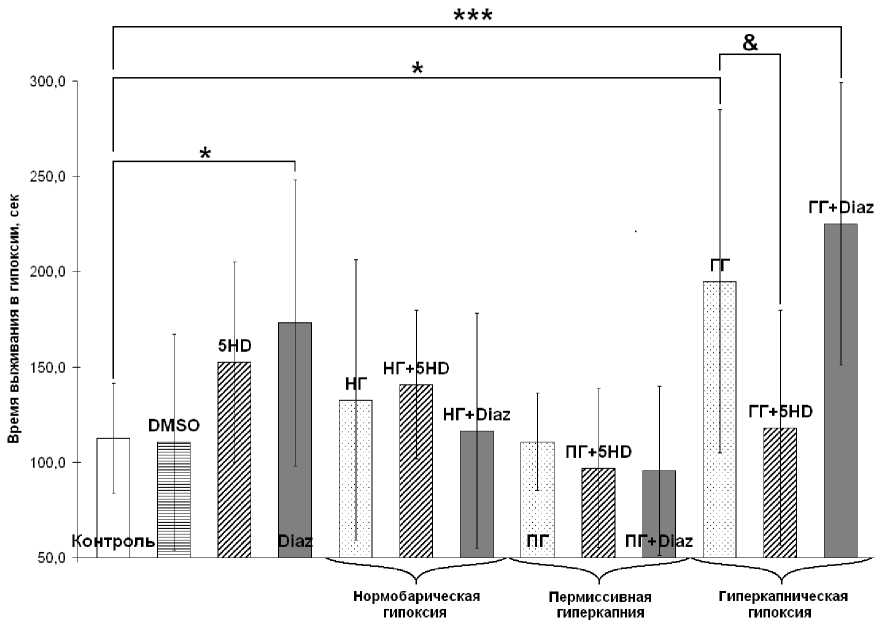 ***
&
*
300,0
*
250,0
ГГ+Diaz
ГГ
200,0
5HD
НГ
НГ+5HD
150,0
DMSO
НГ+Diaz
ГГ+5HD
ПГ+5HD
100,0
Контроль
Diaz
ПГ
ПГ+Diaz
50,0
Время выживания в гипоксии, сек
Нормобарическая
гипоксия
Пермиссивная
гиперкапния
Гиперкапническая
гипоксия